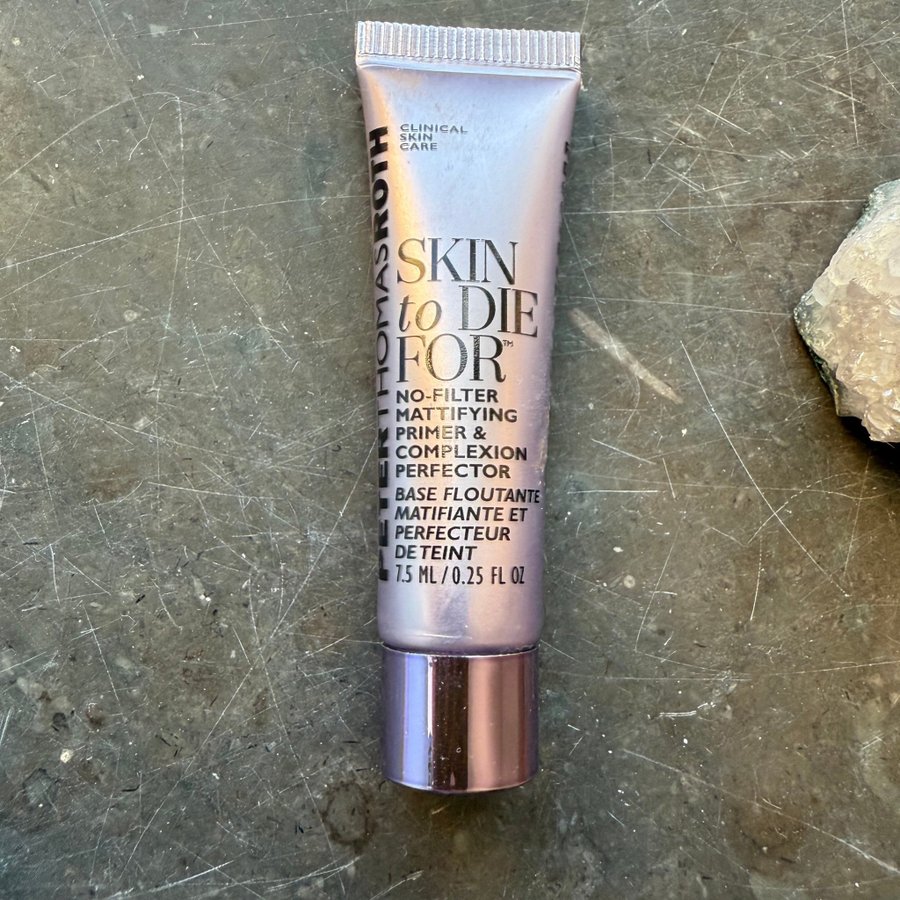 PETER THOMAS ROTH
CLINICAL
SKIN
CARE
SKIN
to DIE
FOR™
NO-FILTER
MATTIFYING
PRIMER &
COMPLEXION
PERFECTOR
BASE FLOUTANTE
MATIFIANTE ET
PERFECTEUR
DE TEINT
7.5 ML / 0.25 FL OZ